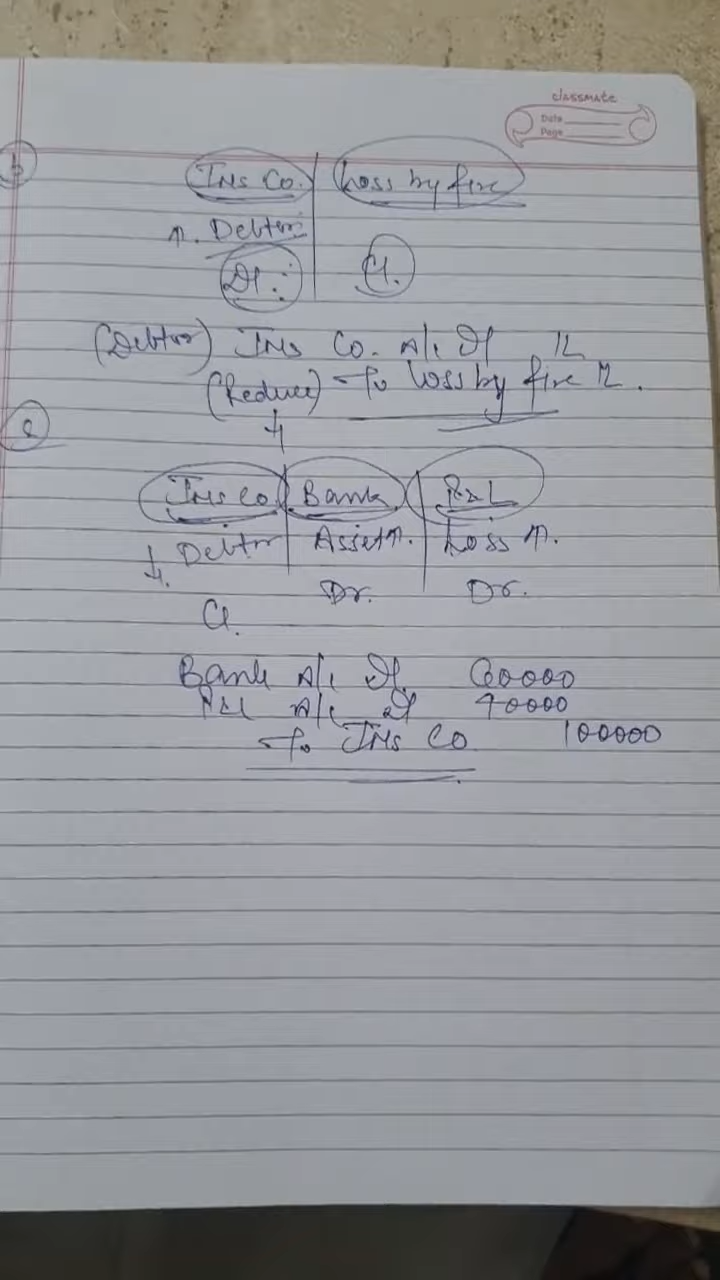 classmate
Date
Page
b
Ins Co. Loss by fire
↑. Debtor
Dr. Cr.
(Debtor) Ins Co. A/c Dr 1L
(Reduce) To loss by fire 1L.
↓
c
Ins Co Bank P&L
↓ Debtor Asset ↑. Loss ↑.
Cr. Dr. Dr.
Bank A/c Dr. 60000
P&L A/c Dr 40000
To Ins Co 100000